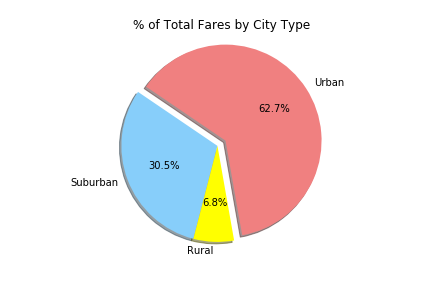 % of Total Fares by City Type
Urban
62.7%
30.5%
Suburban
6.8%
Rural